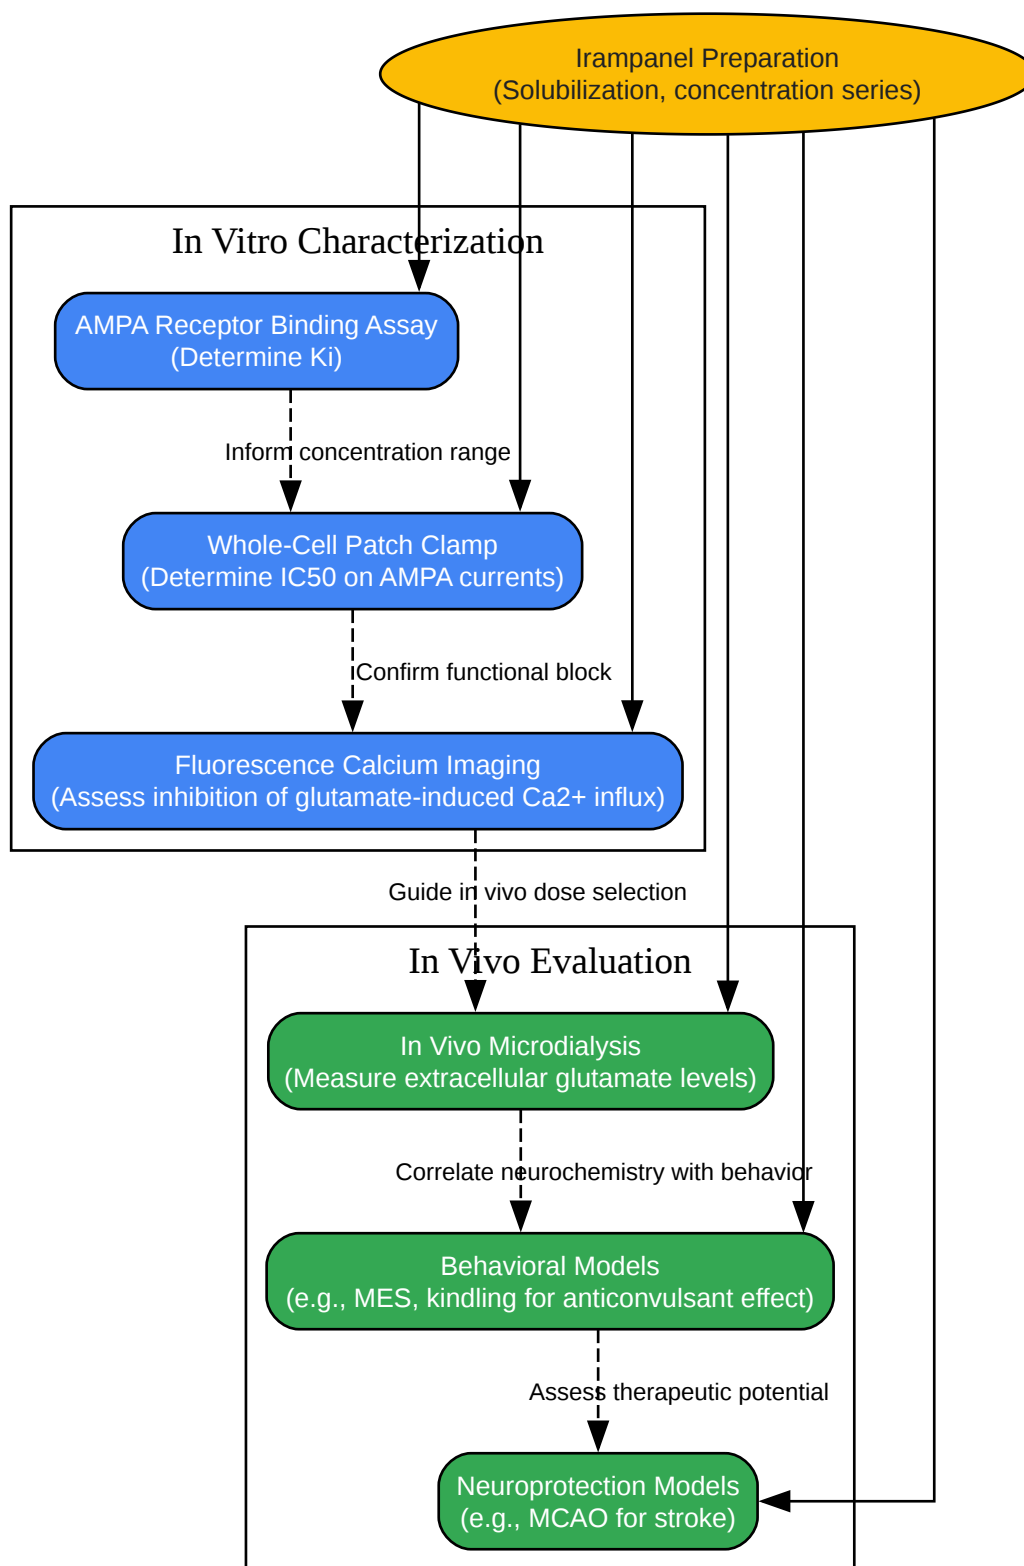 Irampanel Preparation
(Solubilization, concentration series)
In Vitro Characterization
AMPA Receptor Binding Assay
(Determine Ki)
Inform concentration range
Whole-Cell Patch Clamp
(Determine IC50 on AMPA currents)
Confirm functional block
Fluorescence Calcium Imaging
(Assess inhibition of glutamate-induced Ca2+ influx)
Guide in vivo dose selection
In Vivo Evaluation
In Vivo Microdialysis
(Measure extracellular glutamate levels)
Correlate neurochemistry with behavior
Behavioral Models
(e.g., MES, kindling for anticonvulsant effect)
Assess therapeutic potential
Neuroprotection Models
(e.g., MCAO for stroke)